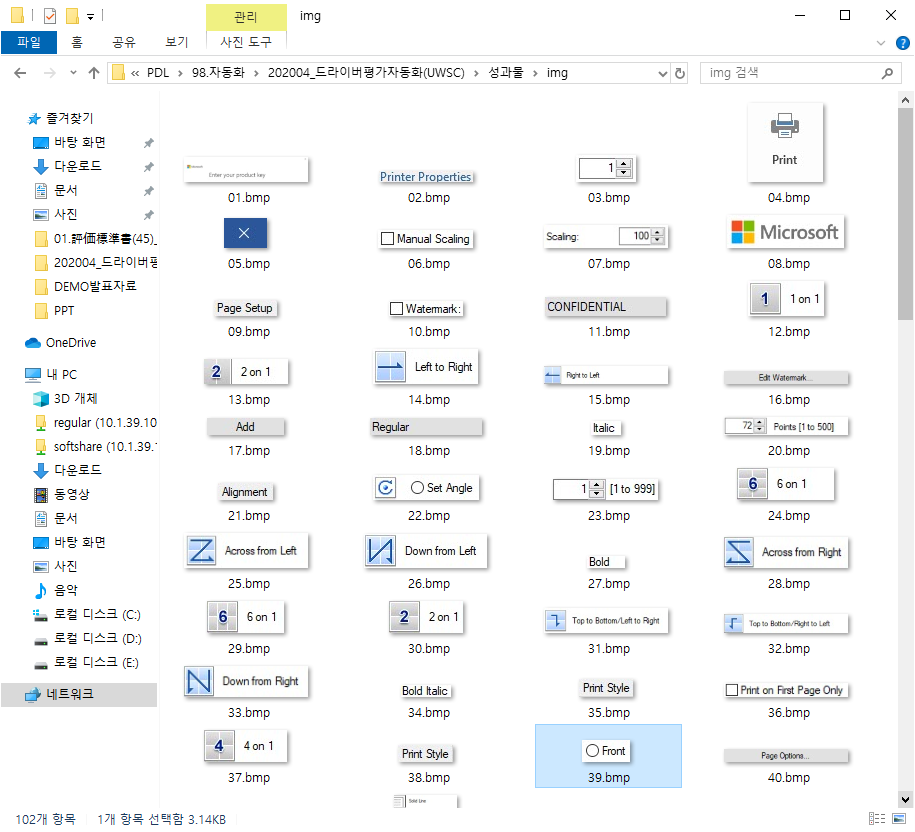 관리
img
파일
홈
공유
보기
사진 도구
« PDL > 98.자동화 > 202004_드라이버평가자동화(UWSC) > 성과물 > img
img 검색
즐겨찾기
바탕 화면
다운로드
문서
사진
01.評価標準書(45)_
202004_드라이버평
DEMO발표자료
PPT
OneDrive
내 PC
3D 개체
regular (10.1.39.10
softshare (10.1.39.1
다운로드
동영상
문서
바탕 화면
사진
음악
로컬 디스크 (C:)
로컬 디스크 (D:)
로컬 디스크 (E:)
네트워크
Microsoft
Enter your product key
01.bmp
Printer Properties
02.bmp
1
03.bmp
Print
04.bmp
05.bmp
Manual Scaling
06.bmp
Scaling: 100
07.bmp
Microsoft
08.bmp
Page Setup
09.bmp
Watermark:
10.bmp
CONFIDENTIAL
11.bmp
1 1 on 1
12.bmp
2 2 on 1
13.bmp
Left to Right
14.bmp
Right to Left
15.bmp
Edit Watermark...
16.bmp
Add
17.bmp
Regular
18.bmp
Italic
19.bmp
72 Points [1 to 500]
20.bmp
Alignment
21.bmp
Set Angle
22.bmp
1 [1 to 999]
23.bmp
6 6 on 1
24.bmp
Across from Left
25.bmp
Down from Left
26.bmp
Bold
27.bmp
Across from Right
28.bmp
6 6 on 1
29.bmp
2 2 on 1
30.bmp
Top to Bottom/Left to Right
31.bmp
Top to Bottom/Right to Left
32.bmp
Down from Right
33.bmp
Bold Italic
34.bmp
Print Style
35.bmp
Print on First Page Only
36.bmp
4 4 on 1
37.bmp
Print Style
38.bmp
Front
39.bmp
Page Options...
40.bmp
Solid Line
102개 항목
1개 항목 선택함 3.14KB